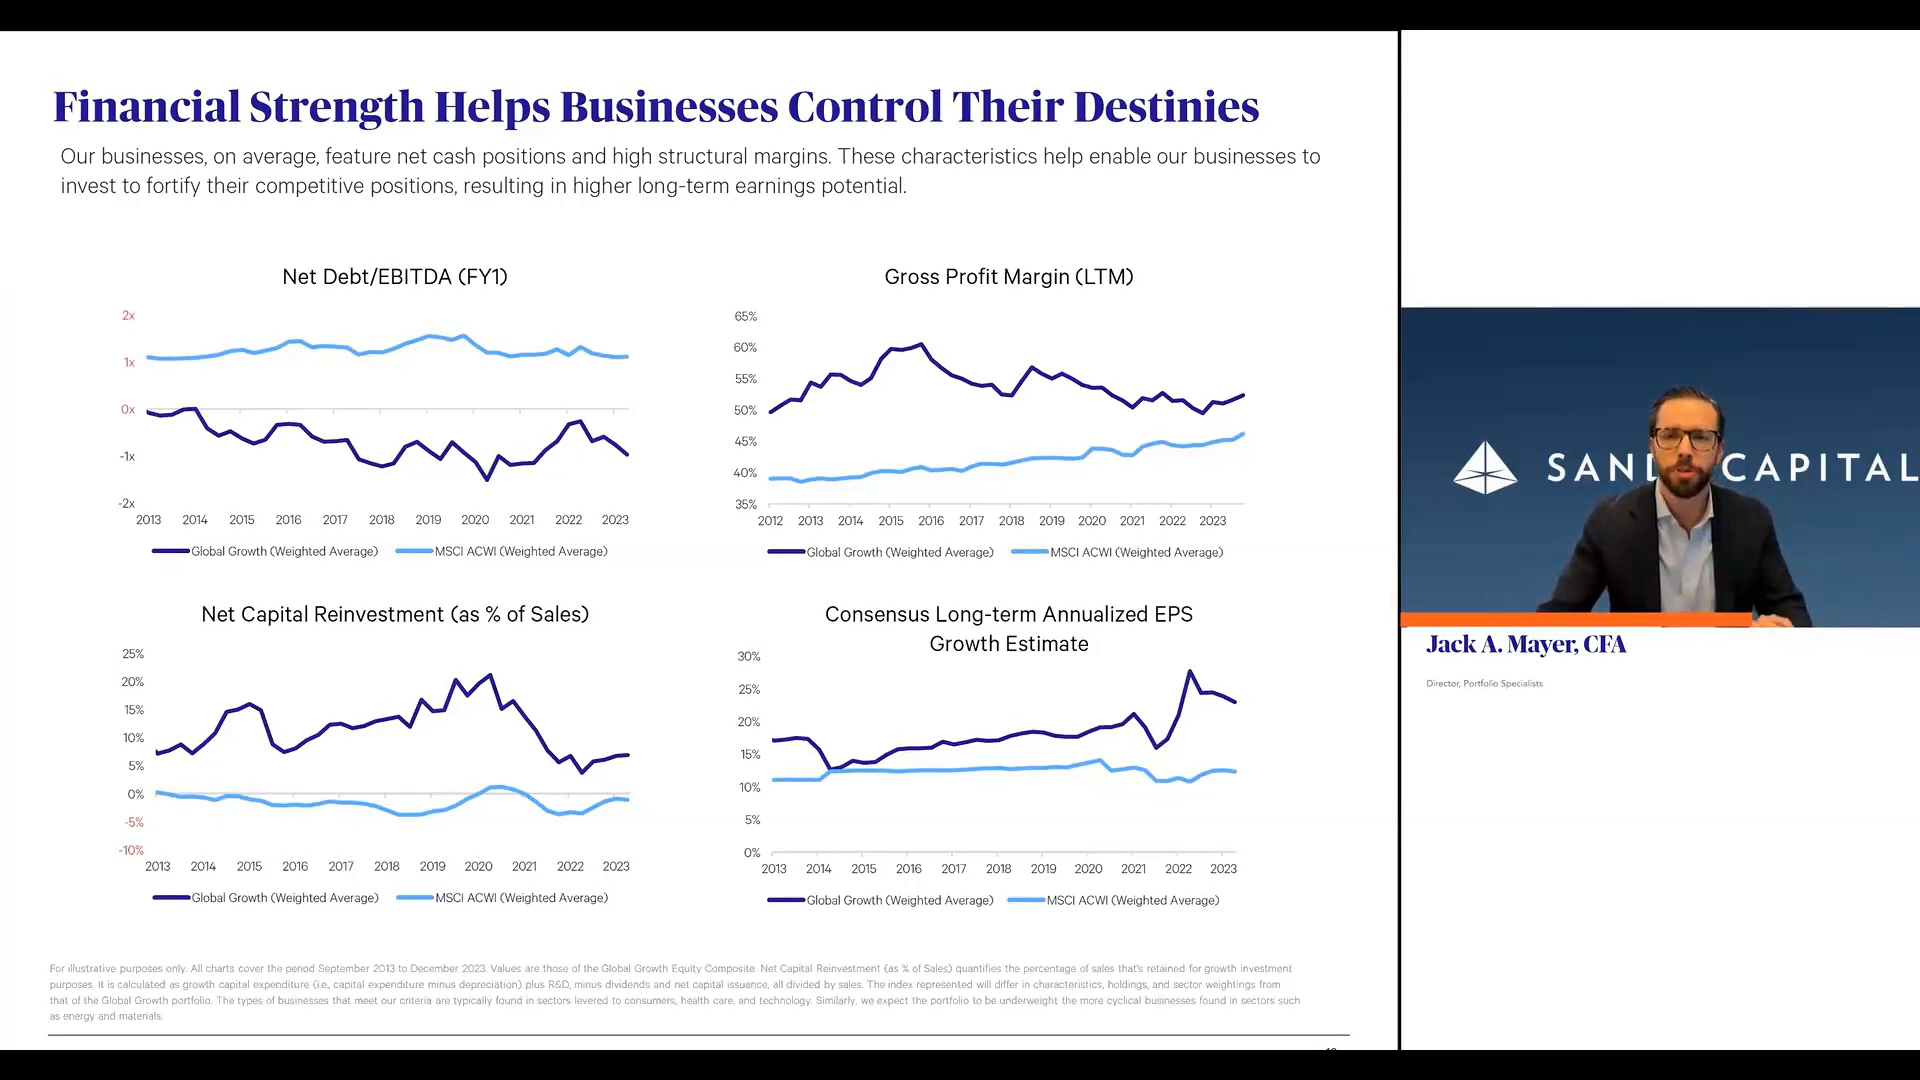 Financial Strength Helps Businesses Control Their Destinies
Our businesses, on average, feature net cash positions and high structural margins. These characteristics help enable our businesses to
invest to fortify their competitive positions, resulting in higher long-term earnings potential.
Net Debt/EBITDA (FY1)
2x
1x
0x
-1x
-2x
2013 2014 2015 2016 2017 2018 2019 2020 2021 2022 2023
Global Growth (Weighted Average) MSCI ACWI (Weighted Average)
Gross Profit Margin (LTM)
65%
60%
55%
50%
45%
40%
35%
2012 2013 2014 2015 2016 2017 2018 2019 2020 2021 2022 2023
Global Growth (Weighted Average) MSCI ACWI (Weighted Average)
Net Capital Reinvestment (as % of Sales)
25%
20%
15%
10%
5%
0%
-5%
-10%
2013 2014 2015 2016 2017 2018 2019 2020 2021 2022 2023
Global Growth (Weighted Average) MSCI ACWI (Weighted Average)
Consensus Long-term Annualized EPS
Growth Estimate
30%
25%
20%
15%
10%
5%
0%
2013 2014 2015 2016 2017 2018 2019 2020 2021 2022 2023
Global Growth (Weighted Average) MSCI ACWI (Weighted Average)
For illustrative purposes only. All charts cover the period September 2013 to December 2023. Values are those of the Global Growth Equity Composite. Net Capital Reinvestment (as % of Sales) quantifies the percentage of sales that's retained for growth investment
purposes. It is calculated as growth capital expenditure (i.e., capital expenditure minus depreciation) plus R&D, minus dividends and net capital issuance, all divided by sales. The index represented will differ in characteristics, holdings, and sector weightings from
that of the Global Growth portfolio. The types of businesses that meet our criteria are typically found in sectors levered to consumers, health care, and technology. Similarly, we expect the portfolio to be underweight the more cyclical businesses found in sectors such
as energy and materials.
SAND CAPITAL
Jack A. Mayer, CFA
Director, Portfolio Specialists